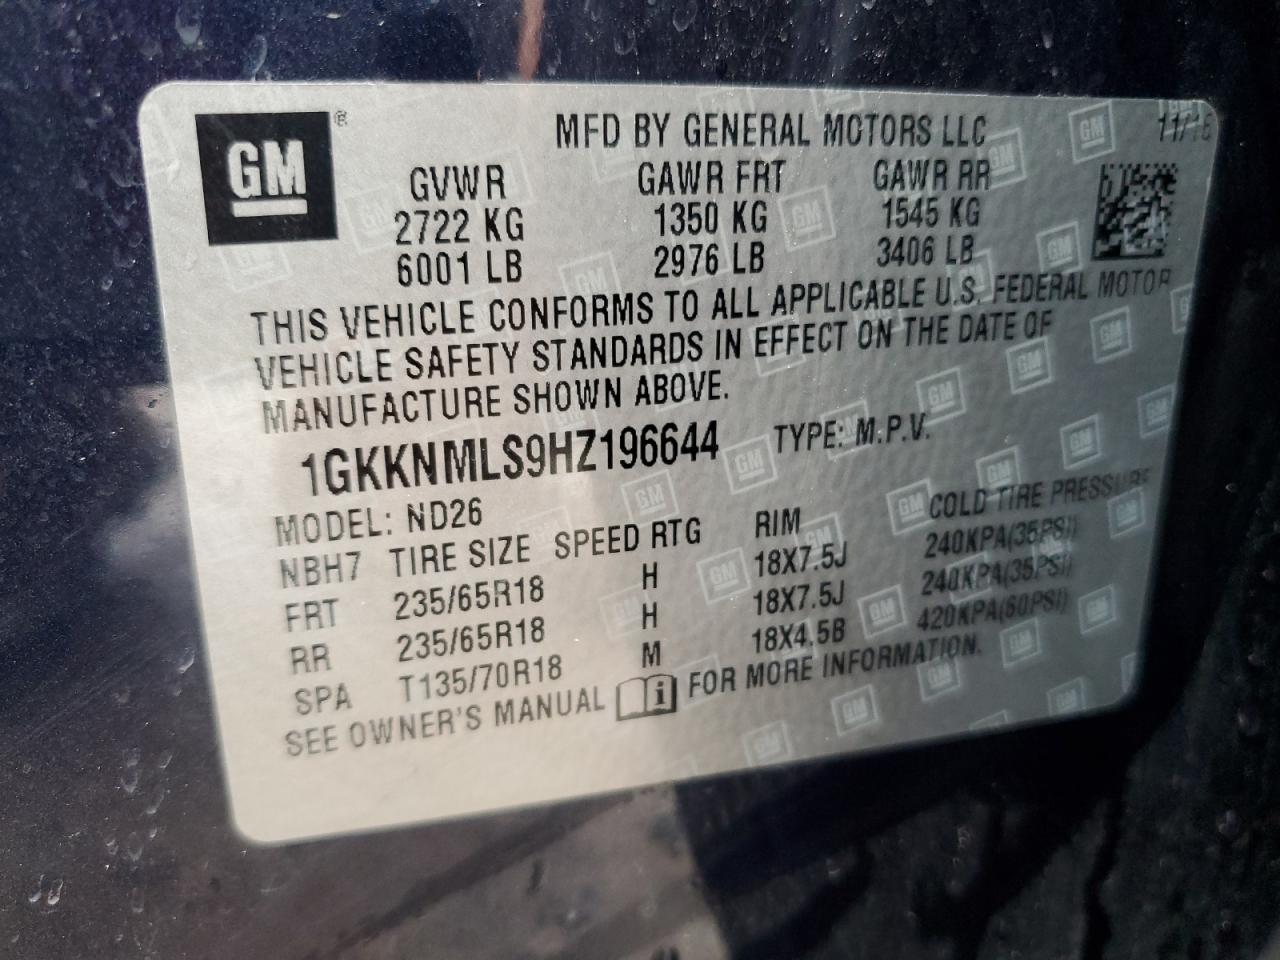 GM ®
MFD BY GENERAL MOTORS LLC 11/16
GVWR GAWR FRT GAWR RR
2722 KG 1350 KG 1545 KG
6001 LB 2976 LB 3406 LB
THIS VEHICLE CONFORMS TO ALL APPLICABLE U.S. FEDERAL MOTOR
VEHICLE SAFETY STANDARDS IN EFFECT ON THE DATE OF
MANUFACTURE SHOWN ABOVE.
1GKKNMLS9HZ196644 TYPE: M.P.V.
MODEL: ND26
NBH7 TIRE SIZE SPEED RTG RIM COLD TIRE PRESSURE
FRT 235/65R18 H 18X7.5J 240KPA(35PSI)
RR 235/65R18 H 18X7.5J 240KPA(35PSI)
SPA T135/70R18 M 18X4.5B 420KPA(60PSI)
SEE OWNER'S MANUAL i FOR MORE INFORMATION.